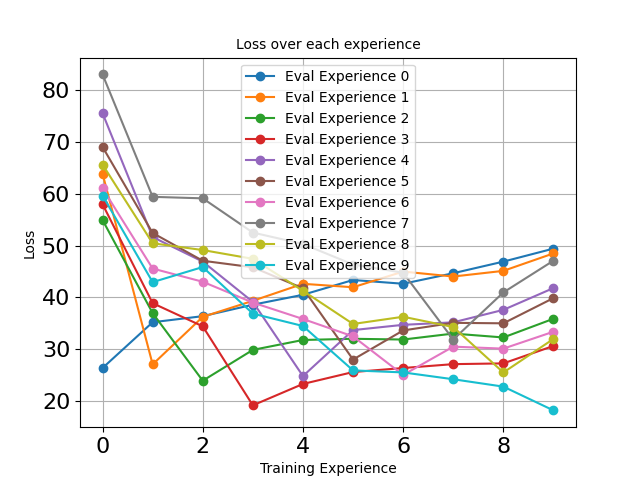 Loss over each experience
80
70
60
50
40
30
20
Loss
Eval Experience 0
Eval Experience 1
Eval Experience 2
Eval Experience 3
Eval Experience 4
Eval Experience 5
Eval Experience 6
Eval Experience 7
Eval Experience 8
Eval Experience 9
0 2 4 6 8
Training Experience